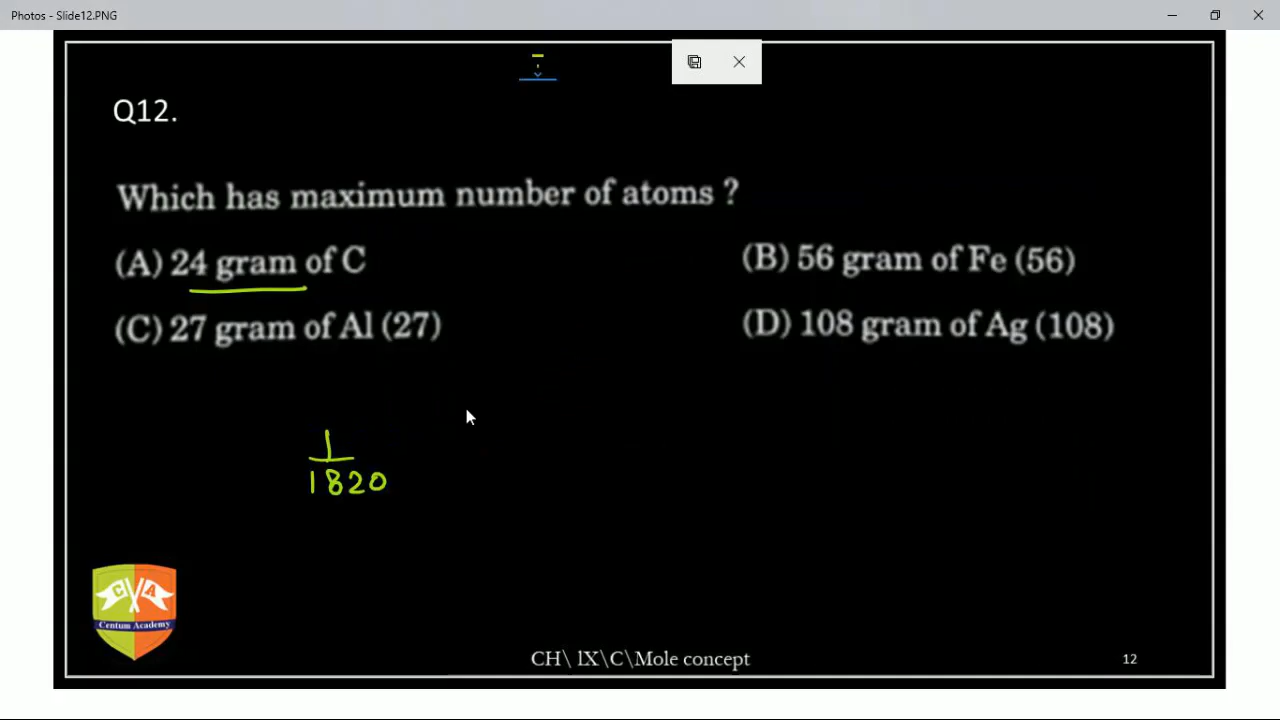 Photos - Slide12.PNG
Q12.
Which has maximum number of atoms ?
(A) 24 gram of C
(B) 56 gram of Fe (56)
(C) 27 gram of Al (27)
(D) 108 gram of Ag (108)
1
1820
C A
Centum Academy
CH\ lX\C\Mole concept
12